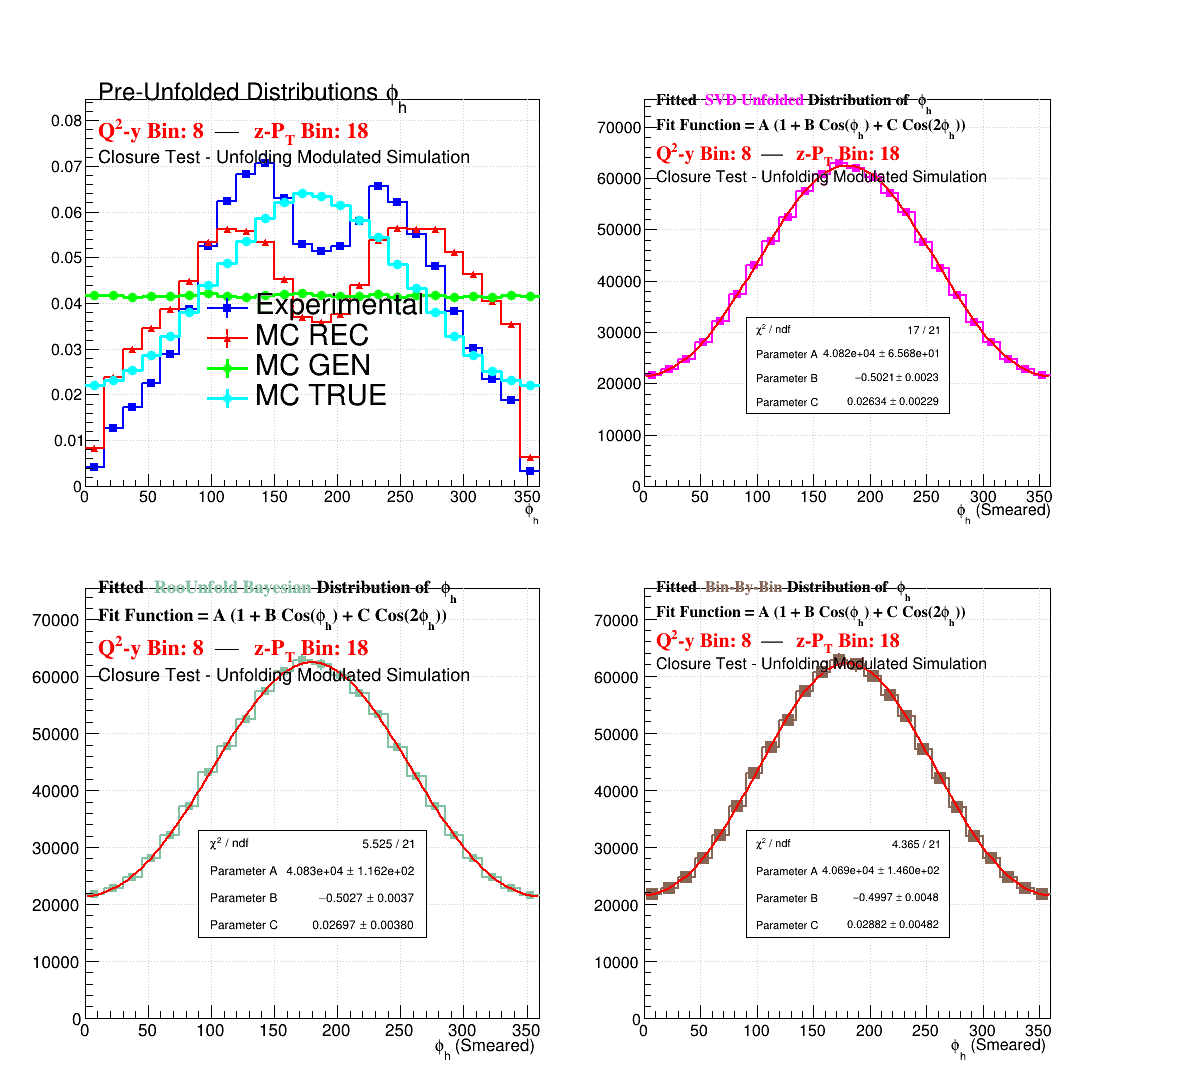 Pre-Unfolded Distributions ϕh
Q²-y Bin: 8 — z-PT Bin: 18
Closure Test - Unfolding Modulated Simulation
0.08
0.07
0.06
0.05
0.04
0.03
0.02
0.01
0
Experimental
MC REC
MC GEN
MC TRUE
0 50 100 150 200 250 300 350
ϕh
Fitted SVD Unfolded Distribution of ϕh
Fit Function = A (1 + B Cos(ϕh) + C Cos(2ϕh))
Q²-y Bin: 8 — z-PT Bin: 18
Closure Test - Unfolding Modulated Simulation
70000
60000
50000
40000
30000
20000
10000
0
χ² / ndf 17 / 21
Parameter A 4.082e+04 ± 6.568e+01
Parameter B −0.5021 ± 0.0023
Parameter C 0.02634 ± 0.00229
0 50 100 150 200 250 300 350
ϕh (Smeared)
Fitted RooUnfold Bayesian Distribution of ϕh
Fit Function = A (1 + B Cos(ϕh) + C Cos(2ϕh))
Q²-y Bin: 8 — z-PT Bin: 18
Closure Test - Unfolding Modulated Simulation
70000
60000
50000
40000
30000
20000
10000
0
χ² / ndf 5.525 / 21
Parameter A 4.083e+04 ± 1.162e+02
Parameter B −0.5027 ± 0.0037
Parameter C 0.02697 ± 0.00380
0 50 100 150 200 250 300 350
ϕh (Smeared)
Fitted Bin-By-Bin Distribution of ϕh
Fit Function = A (1 + B Cos(ϕh) + C Cos(2ϕh))
Q²-y Bin: 8 — z-PT Bin: 18
Closure Test - Unfolding Modulated Simulation
70000
60000
50000
40000
30000
20000
10000
0
χ² / ndf 4.365 / 21
Parameter A 4.069e+04 ± 1.460e+02
Parameter B −0.4997 ± 0.0048
Parameter C 0.02882 ± 0.00482
0 50 100 150 200 250 300 350
ϕh (Smeared)